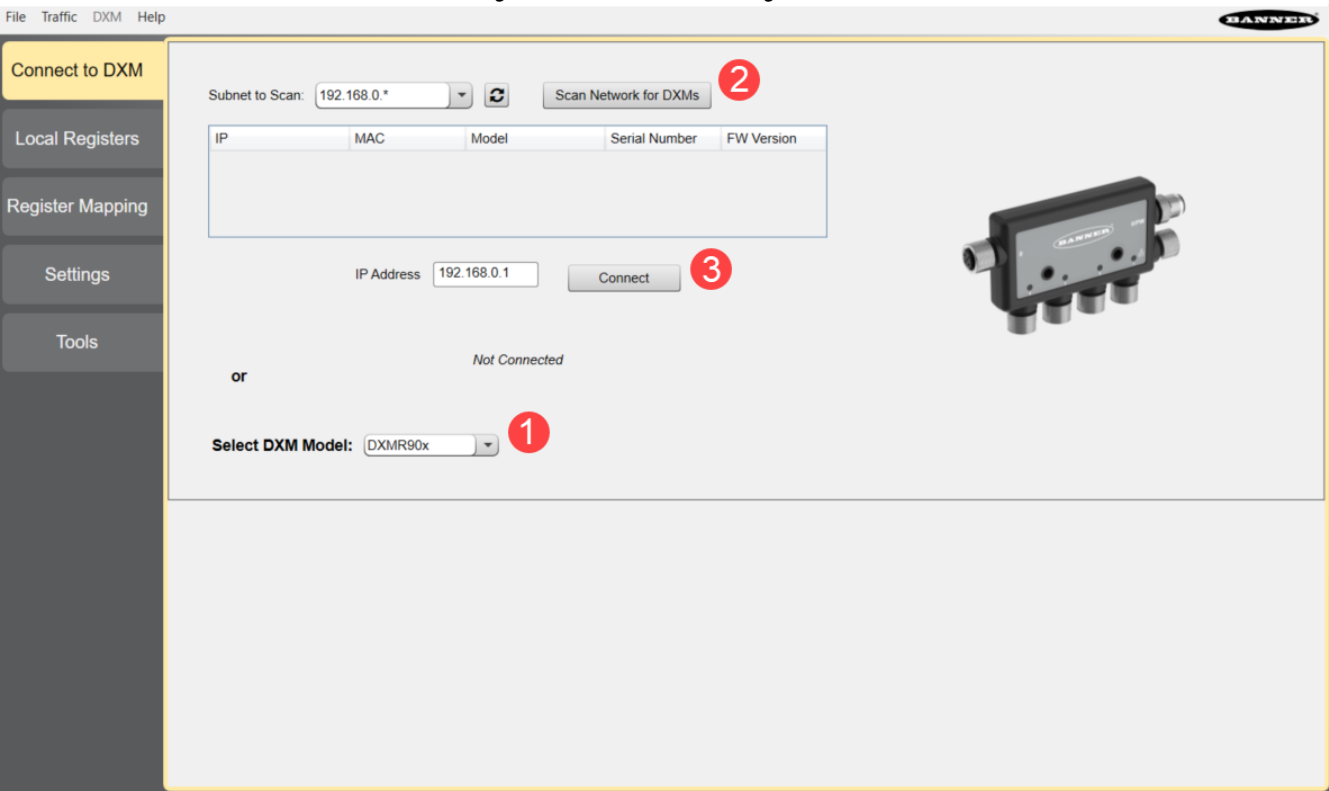 File Traffic DXM Help
BANNER
Connect to DXM
Local Registers
Register Mapping
Settings
Tools
Subnet to Scan: 192.168.0.* Scan Network for DXMs 2
IP MAC Model Serial Number FW Version
IP Address 192.168.0.1 Connect 3
Not Connected
or
Select DXM Model: DXMR90x 1
BANNER